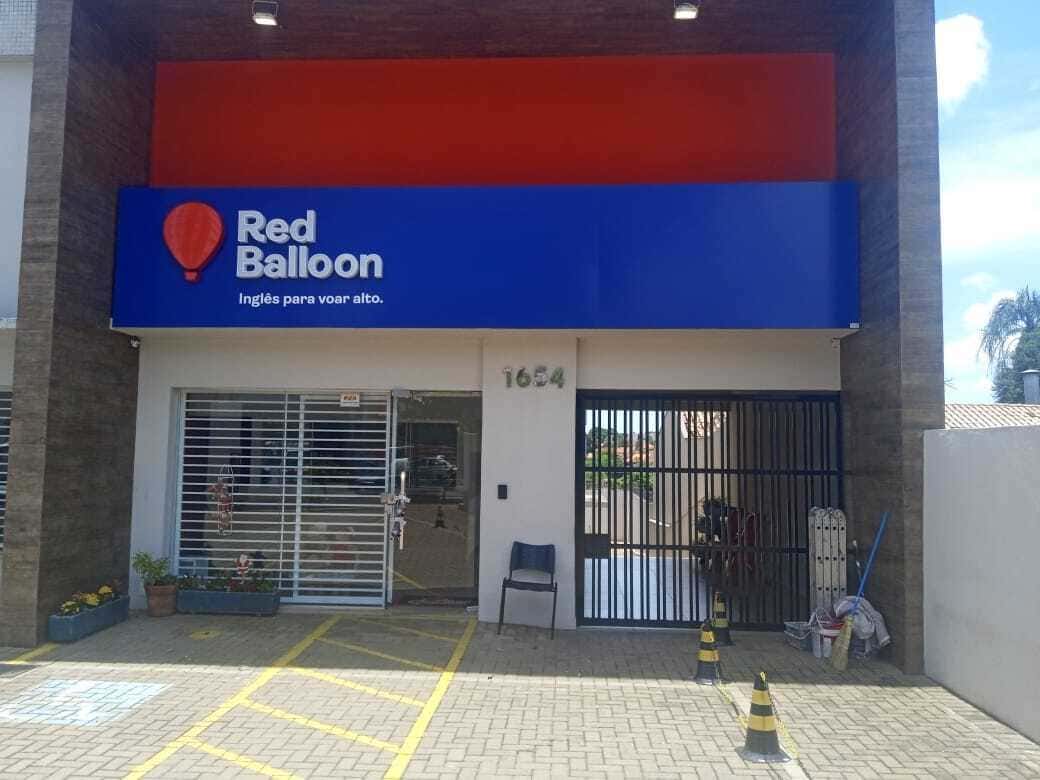 Red
Balloon
Inglês para voar alto.
1654